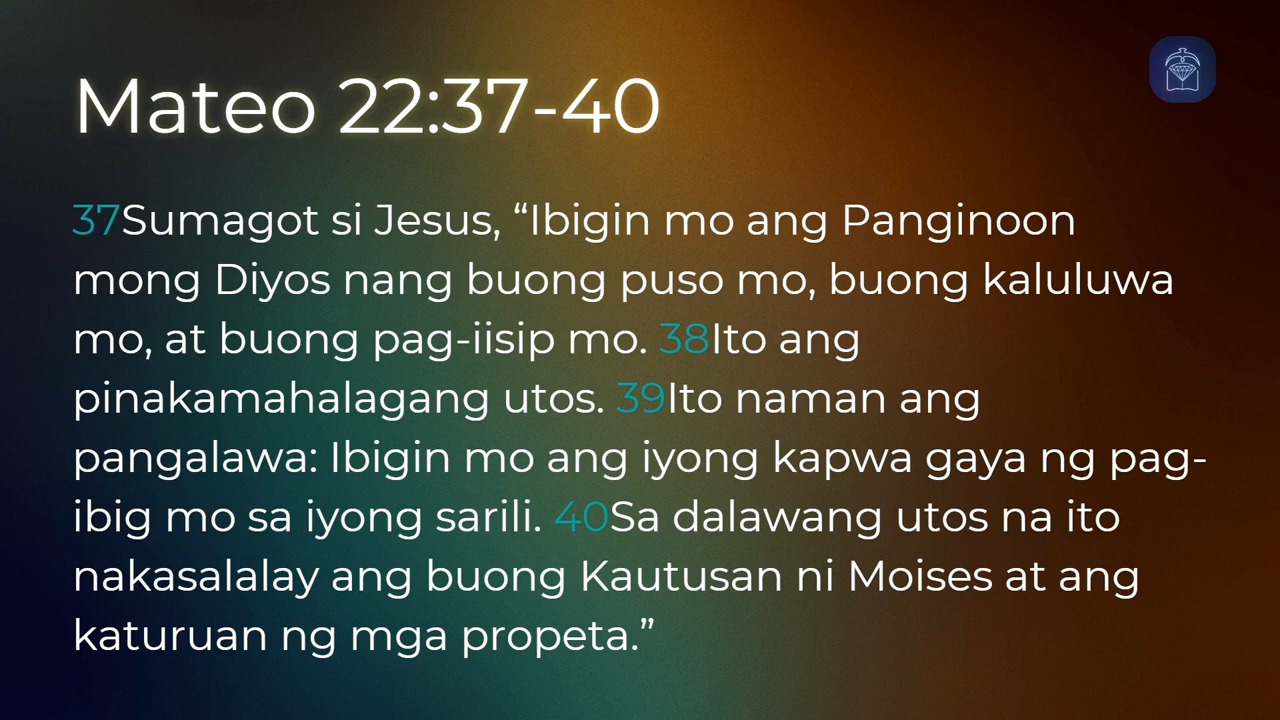 Mateo 22:37-40
37Sumagot si Jesus, “Ibigin mo ang Panginoon
mong Diyos nang buong puso mo, buong kaluluwa
mo, at buong pag-iisip mo. 38Ito ang
pinakamahalagang utos. 39Ito naman ang
pangalawa: Ibigin mo ang iyong kapwa gaya ng pag-
ibig mo sa iyong sarili. 40Sa dalawang utos na ito
nakasalalay ang buong Kautusan ni Moises at ang
katuruan ng mga propeta.”